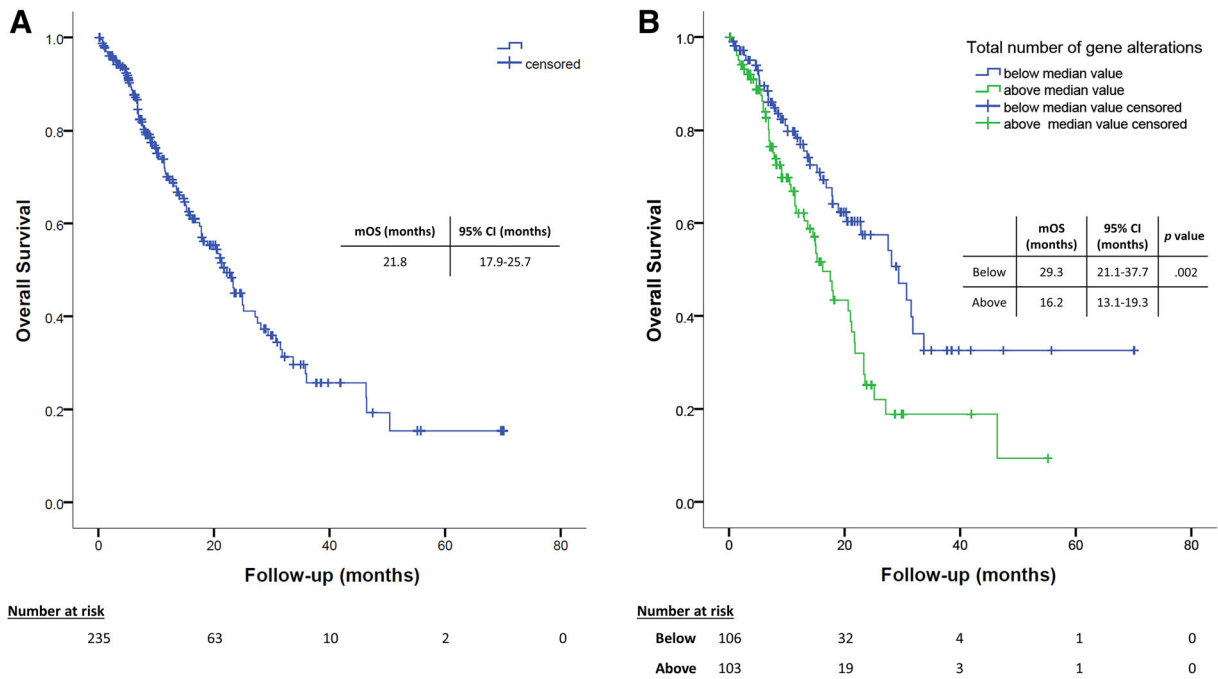 A
1.0
0.8
0.6
0.4
0.2
0.0
Overall Survival
censored
mOS (months) 95% CI (months)
21.8 17.9-25.7
0 20 40 60 80
Follow-up (months)
Number at risk
235 63 10 2 0
B
1.0
0.8
0.6
0.4
0.2
0.0
Overall Survival
Total number of gene alterations
below median value
above median value
below median value censored
above median value censored
mOS (months) 95% CI (months) p value
Below 29.3 21.1-37.7 .002
Above 16.2 13.1-19.3
0 20 40 60 80
Follow-up (months)
Number at risk
Below 106 32 4 1 0
Above 103 19 3 1 0